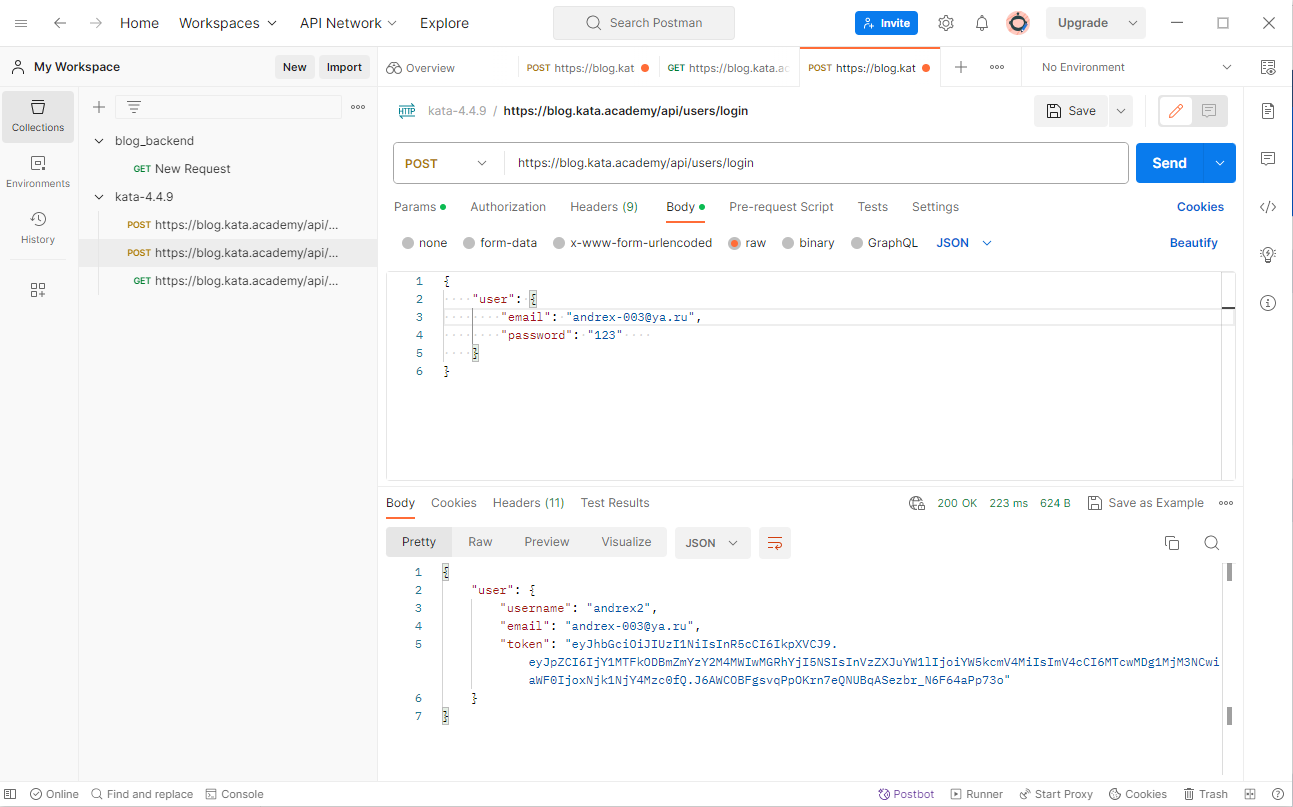 Home Workspaces API Network Explore Search Postman Invite Upgrade
My Workspace New Import Overview POST https://blog.kat GET https://blog.kata.ac POST https://blog.kat No Environment
Collections
Environments
History
blog_backend
GET New Request
kata-4.4.9
POST https://blog.kata.academy/api/...
POST https://blog.kata.academy/api/...
GET https://blog.kata.academy/api/...
HTTP kata-4.4.9 / https://blog.kata.academy/api/users/login Save
POST https://blog.kata.academy/api/users/login Send
Params Authorization Headers (9) Body Pre-request Script Tests Settings Cookies
none form-data x-www-form-urlencoded raw binary GraphQL JSON Beautify
1 {
2 "user": {
3 "email": "andrex-003@ya.ru",
4 "password": "123"
5 }
6 }
Body Cookies Headers (11) Test Results 200 OK 223 ms 624 B Save as Example
Pretty Raw Preview Visualize JSON
1 {
2 "user": {
3 "username": "andrex2",
4 "email": "andrex-003@ya.ru",
5 "token": "eyJhbGciOiJIUzI1NiIsInR5cCI6IkpXVCJ9.
eyJpZCI6IjY1MTFkODBmZmYzY2M4MWIwMGRhYjI5NSIsInVzZXJuYW1lIjoiYW5kcmV4MiIsImV4cCI6MTcwMDg1MjM3NCwi
aWF0IjoxNjk1NjY4Mzc0fQ.J6AWCOBFgsvqPpOKrn7eQNUBqASezbr_N6F64aPp73o"
6 }
7 }
Online Find and replace Console Postbot Runner Start Proxy Cookies Trash